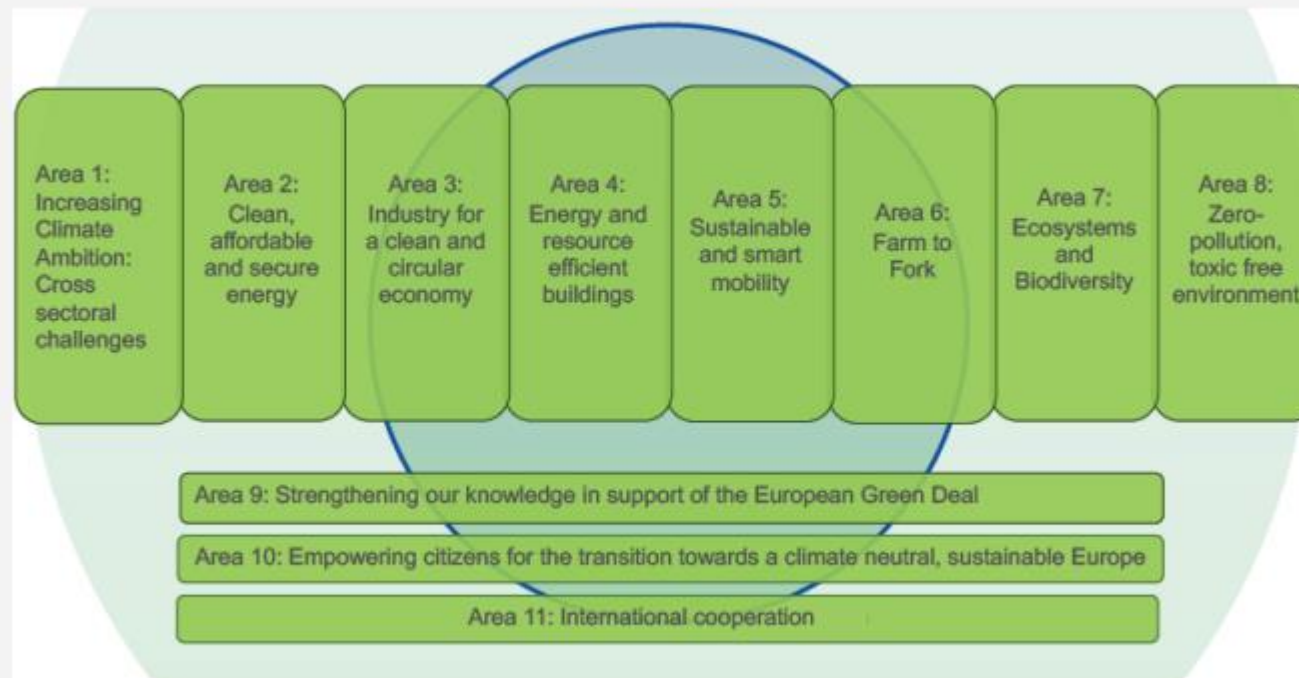 Area 1:
Increasing
Climate
Ambition:
Cross
sectoral
challenges
Area 2:
Clean,
affordable
and secure
energy
Area 3:
Industry for
a clean and
circular
economy
Area 4:
Energy and
resource
efficient
buildings
Area 5:
Sustainable
and smart
mobility
Area 6:
Farm to
Fork
Area 7:
Ecosystems
and
Biodiversity
Area 8:
Zero-
pollution,
toxic free
environment
Area 9: Strengthening our knowledge in support of the European Green Deal
Area 10: Empowering citizens for the transition towards a climate neutral, sustainable Europe
Area 11: International cooperation